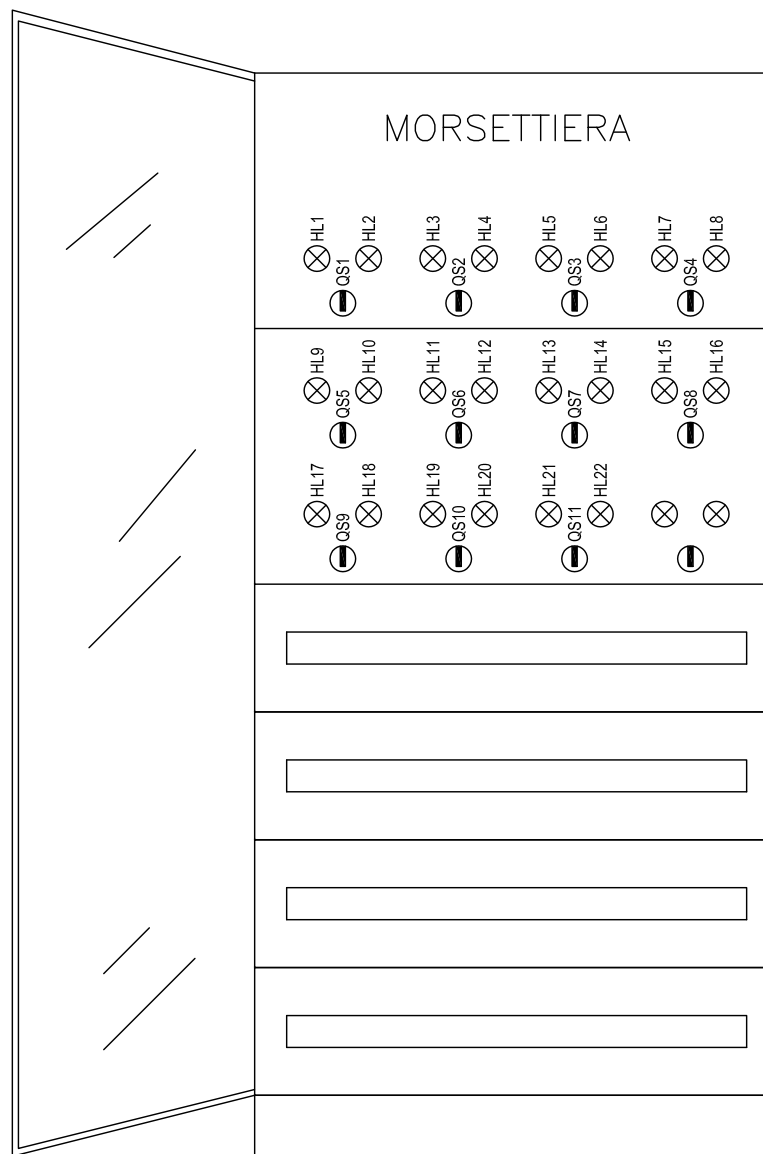 MORSETTIERA
HL1 HL2 HL3 HL4 HL5 HL6 HL7 HL8
QS1 QS2 QS3 QS4
HL9 HL10 HL11 HL12 HL13 HL14 HL15 HL16
QS5 QS6 QS7 QS8
HL17 HL18 HL19 HL20 HL21 HL22
QS9 QS10 QS11